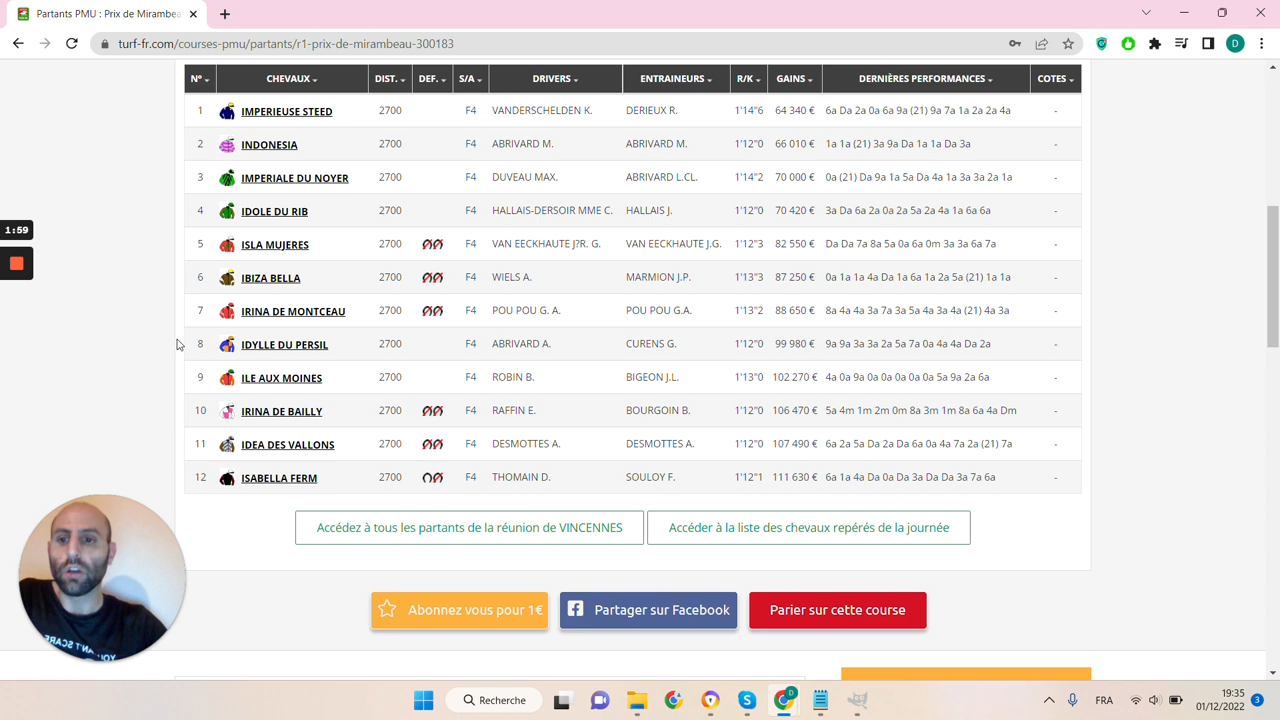 Partants PMU : Prix de Mirambea
turf-fr.com/courses-pmu/partants/r1-prix-de-mirambeau-300183
D
N° CHEVAUX DIST. DEF. S/A DRIVERS ENTRAINEURS R/K GAINS DERNIÈRES PERFORMANCES COTES
1 IMPERIEUSE STEED 2700 F4 VANDERSCHELDEN K. DERIEUX R. 1'14"6 64 340 € 6a Da 2a 0a 6a 9a (21) 9a 7a 1a 2a 2a 4a -
2 INDONESIA 2700 F4 ABRIVARD M. ABRIVARD M. 1'12"0 66 010 € 1a 1a (21) 3a 9a Da 1a 1a Da 3a -
3 IMPERIALE DU NOYER 2700 F4 DUVEAU MAX. ABRIVARD L.CL. 1'14"2 70 000 € 0a (21) Da 9a 1a 5a Da 4a 1a 3a 3a 2a 1a -
4 IDOLE DU RIB 2700 F4 HALLAIS-DERSOIR MME C. HALLAIS J. 1'12"0 70 420 € 3a Da 6a 2a 0a 2a 5a 2a 4a 1a 6a 6a -
1:59
5 ISLA MUJERES 2700 F4 VAN EECKHAUTE J?R. G. VAN EECKHAUTE J.G. 1'12"3 82 550 € Da Da 7a 8a 5a 0a 6a 0m 3a 3a 6a 7a -
6 IBIZA BELLA 2700 F4 WIELS A. MARMION J.P. 1'13"3 87 250 € 0a 1a 1a 4a Da 1a 6a 1a 2a 5a (21) 1a 1a -
7 IRINA DE MONTCEAU 2700 F4 POU POU G. A. POU POU G.A. 1'13"2 88 650 € 8a 4a 4a 3a 7a 3a 5a 4a 3a 4a (21) 4a 3a -
8 IDYLLE DU PERSIL 2700 F4 ABRIVARD A. CURENS G. 1'12"0 99 980 € 9a 9a 3a 3a 2a 5a 7a 0a 4a 4a Da 2a -
9 ILE AUX MOINES 2700 F4 ROBIN B. BIGEON J.L. 1'13"0 102 270 € 4a 0a 9a 0a 0a 0a 0a 0a 5a 9a 2a 6a -
10 IRINA DE BAILLY 2700 F4 RAFFIN E. BOURGOIN B. 1'12"0 106 470 € 5a 4m 1m 2m 0m 8a 3m 1m 8a 6a 4a Dm -
11 IDEA DES VALLONS 2700 F4 DESMOTTES A. DESMOTTES A. 1'12"0 107 490 € 6a 2a 5a Da 2a Da 6a 0a 4a 7a 2a (21) 7a -
12 ISABELLA FERM 2700 F4 THOMAIN D. SOULOY F. 1'12"1 111 630 € 6a 1a 4a Da 0a Da 3a Da Da 3a 7a 6a -
Accédez à tous les partants de la réunion de VINCENNES
Accéder à la liste des chevaux repérés de la journée
Abonnez vous pour 1€
Partager sur Facebook
Parier sur cette course
Recherche
D
FRA
19:35
01/12/2022
3